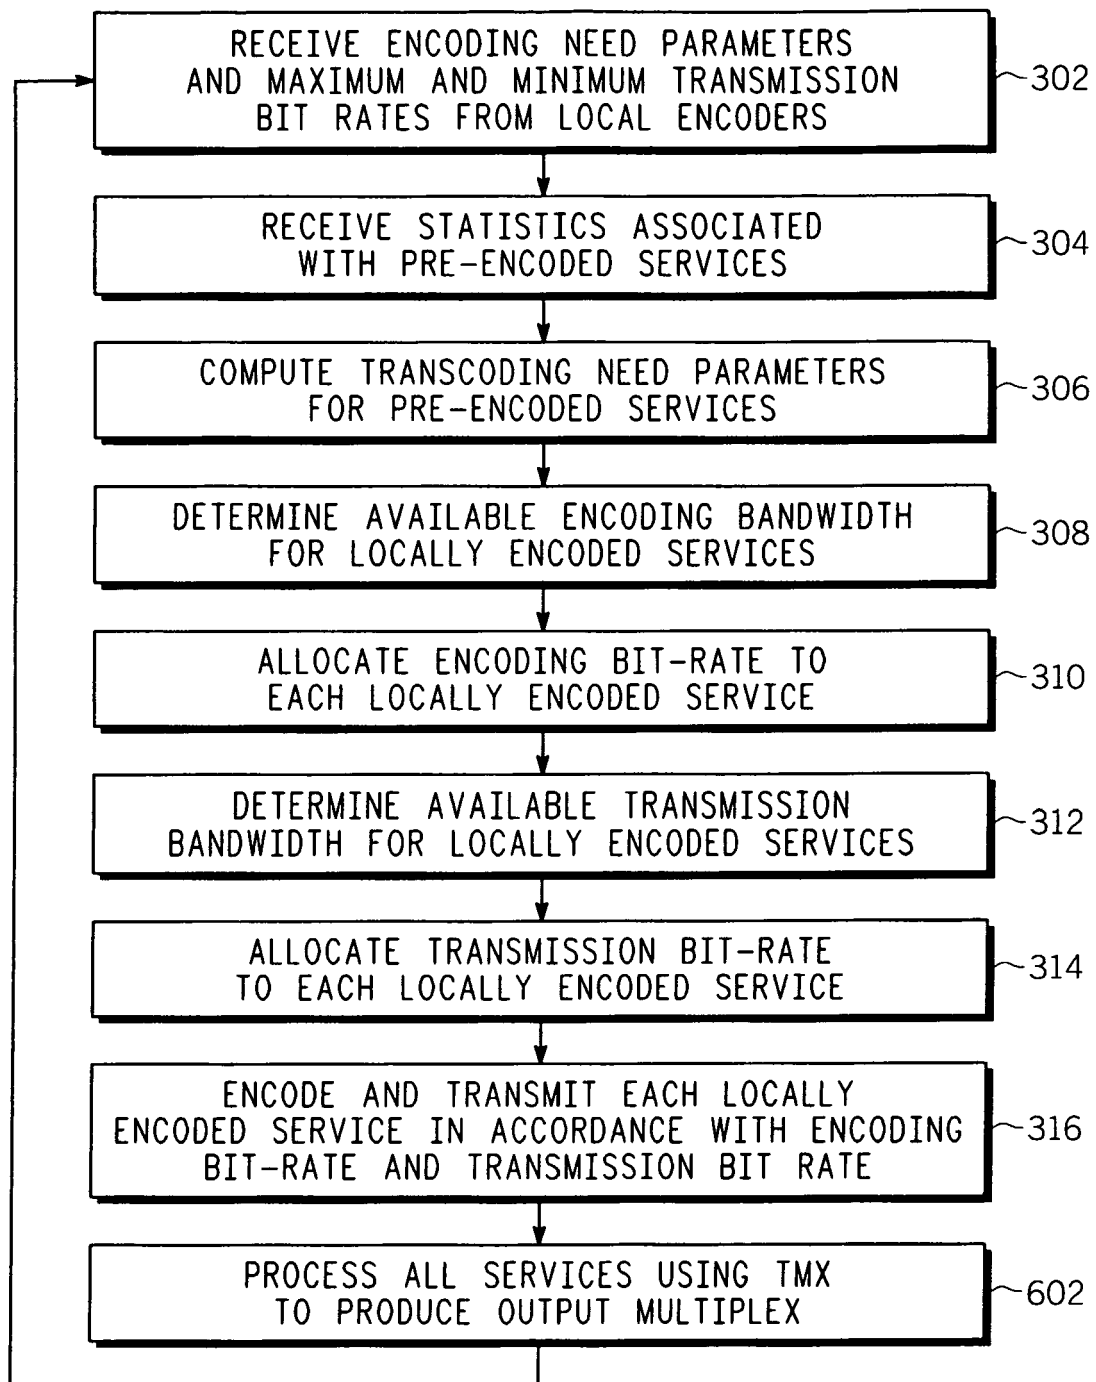 RECEIVE ENCODING NEED PARAMETERS
AND MAXIMUM AND MINIMUM TRANSMISSION
BIT RATES FROM LOCAL ENCODERS
302
RECEIVE STATISTICS ASSOCIATED
WITH PRE-ENCODED SERVICES
304
COMPUTE TRANSCODING NEED PARAMETERS
FOR PRE-ENCODED SERVICES
306
DETERMINE AVAILABLE ENCODING BANDWIDTH
FOR LOCALLY ENCODED SERVICES
308
ALLOCATE ENCODING BIT-RATE TO
EACH LOCALLY ENCODED SERVICE
310
DETERMINE AVAILABLE TRANSMISSION
BANDWIDTH FOR LOCALLY ENCODED SERVICES
312
ALLOCATE TRANSMISSION BIT-RATE
TO EACH LOCALLY ENCODED SERVICE
314
ENCODE AND TRANSMIT EACH LOCALLY
ENCODED SERVICE IN ACCORDANCE WITH ENCODING
BIT-RATE AND TRANSMISSION BIT RATE
316
PROCESS ALL SERVICES USING TMX
TO PRODUCE OUTPUT MULTIPLEX
602